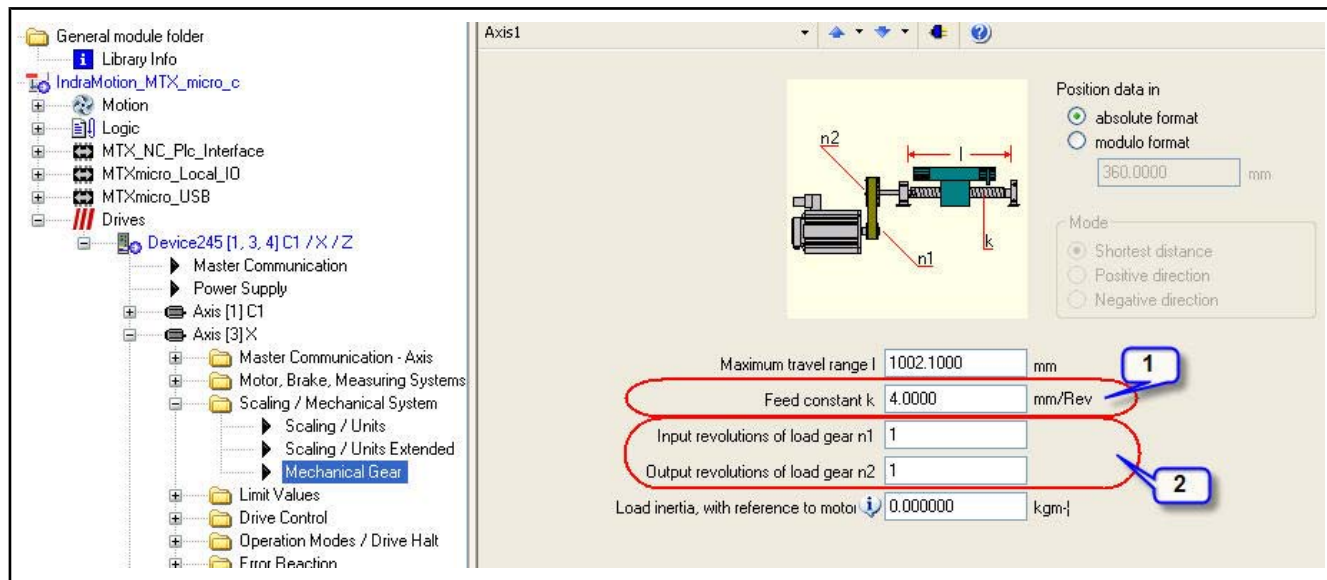 General module folder
Library Info
IndraMotion_MTX_micro_c
Motion
Logic
MTX_NC_Plc_Interface
MTXmicro_Local_IO
MTXmicro_USB
Drives
Device245 [1, 3, 4] C1 / X / Z
Master Communication
Power Supply
Axis [1] C1
Axis [3] X
Master Communication - Axis
Motor, Brake, Measuring Systems
Scaling / Mechanical System
Scaling / Units
Scaling / Units Extended
Mechanical Gear
Limit Values
Drive Control
Operation Modes / Drive Halt
Error Reaction
Axis1
n2
l
k
n1
Position data in
absolute format
modulo format
360.0000 mm
Mode
Shortest distance
Positive direction
Negative direction
Maximum travel range l 1002.1000 mm
1
Feed constant k 4.0000 mm/Rev
Input revolutions of load gear n1 1
Output revolutions of load gear n2 1
2
Load inertia, with reference to motor 0.000000 kgm-¦